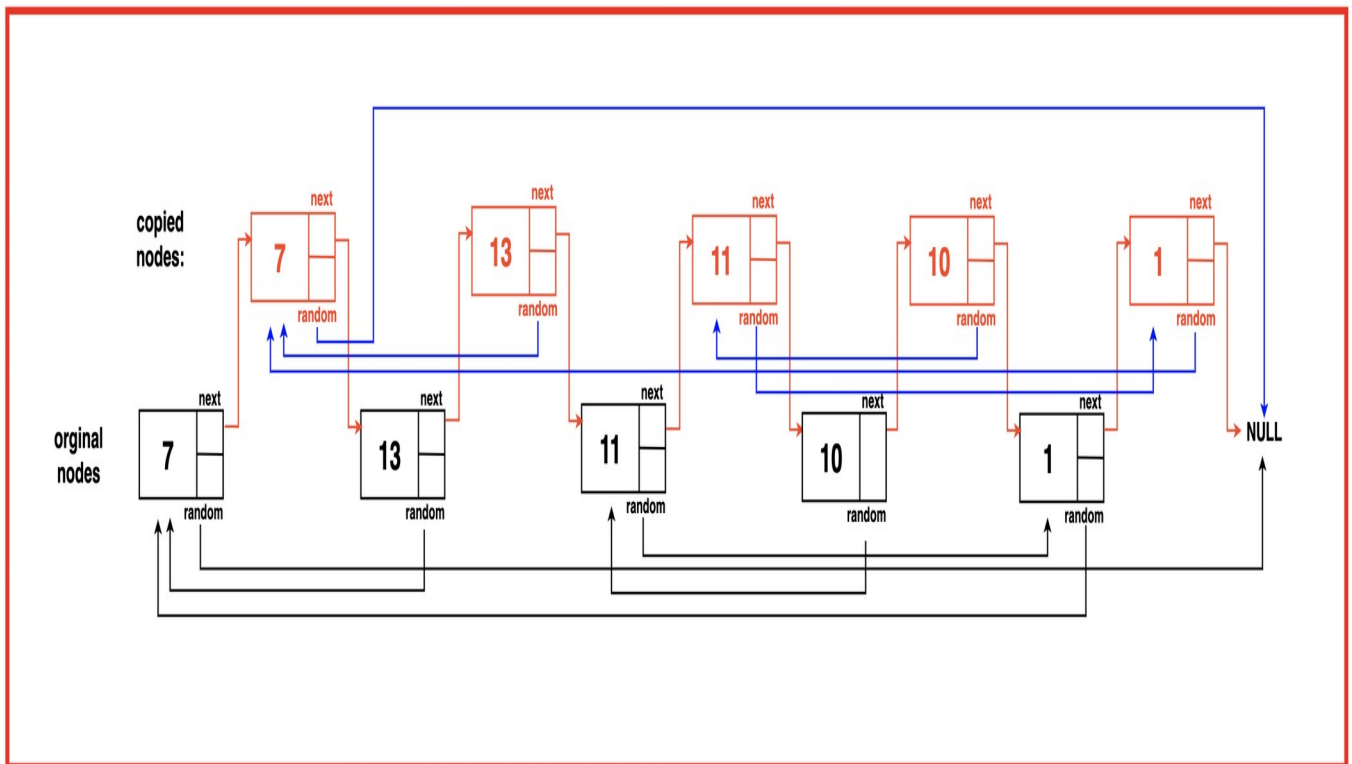 next
next
next
next
next
copied
nodes:
7
13
11
10
1
random
random
random
random
random
next
next
next
next
next
orginal
nodes
7
13
11
10
1
NULL
random
random
random
random
random